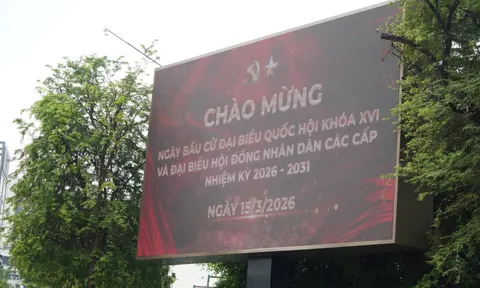 CHÀO MỪNG
NGÀY BẦU CỬ ĐẠI BIỂU QUỐC HỘI KHÓA XVI
VÀ ĐẠI BIỂU HỘI ĐỒNG NHÂN DÂN CÁC CẤP
NHIỆM KỲ 2026 - 2031
NGÀY 15/3/2026